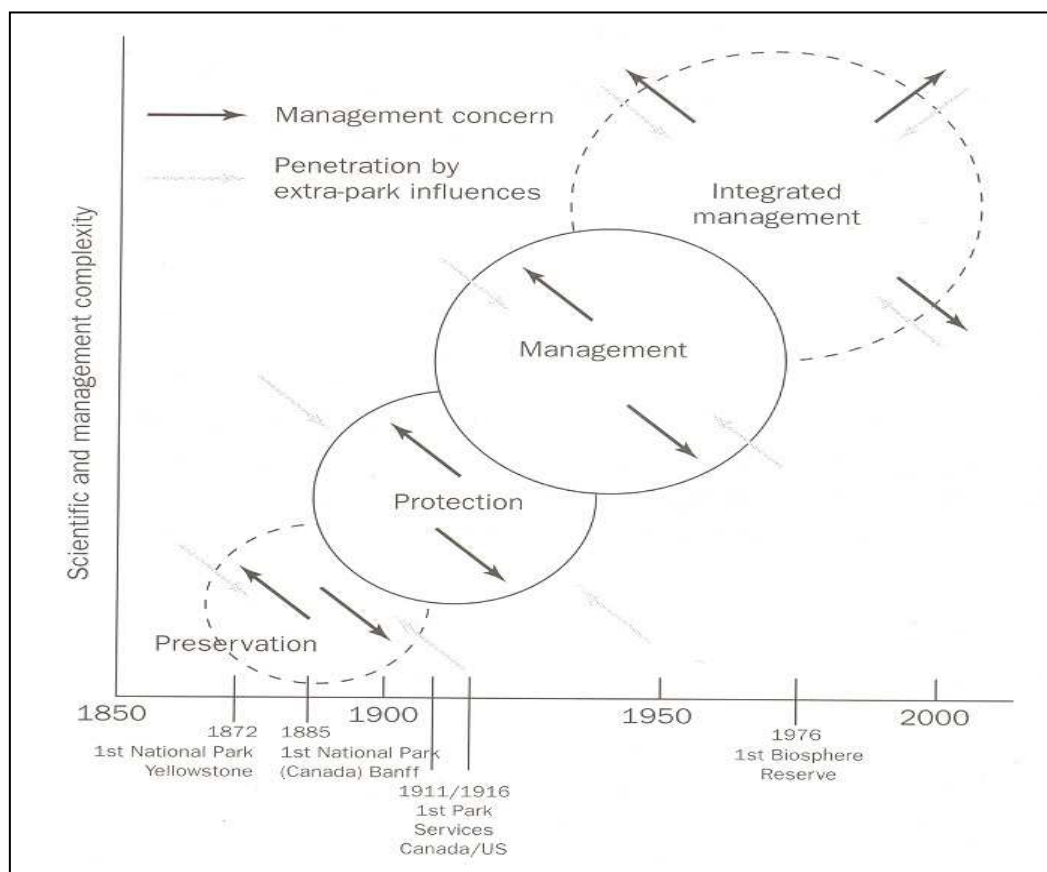 Scientific and management complexity
Management concern
Penetration by
extra-park influences
Integrated
management
Management
Protection
Preservation
1850
1900
1950
2000
1872
1st National Park
Yellowstone
1885
1st National Park
(Canada) Banff
1911/1916
1st Park
Services
Canada/US
1976
1st Biosphere
Reserve